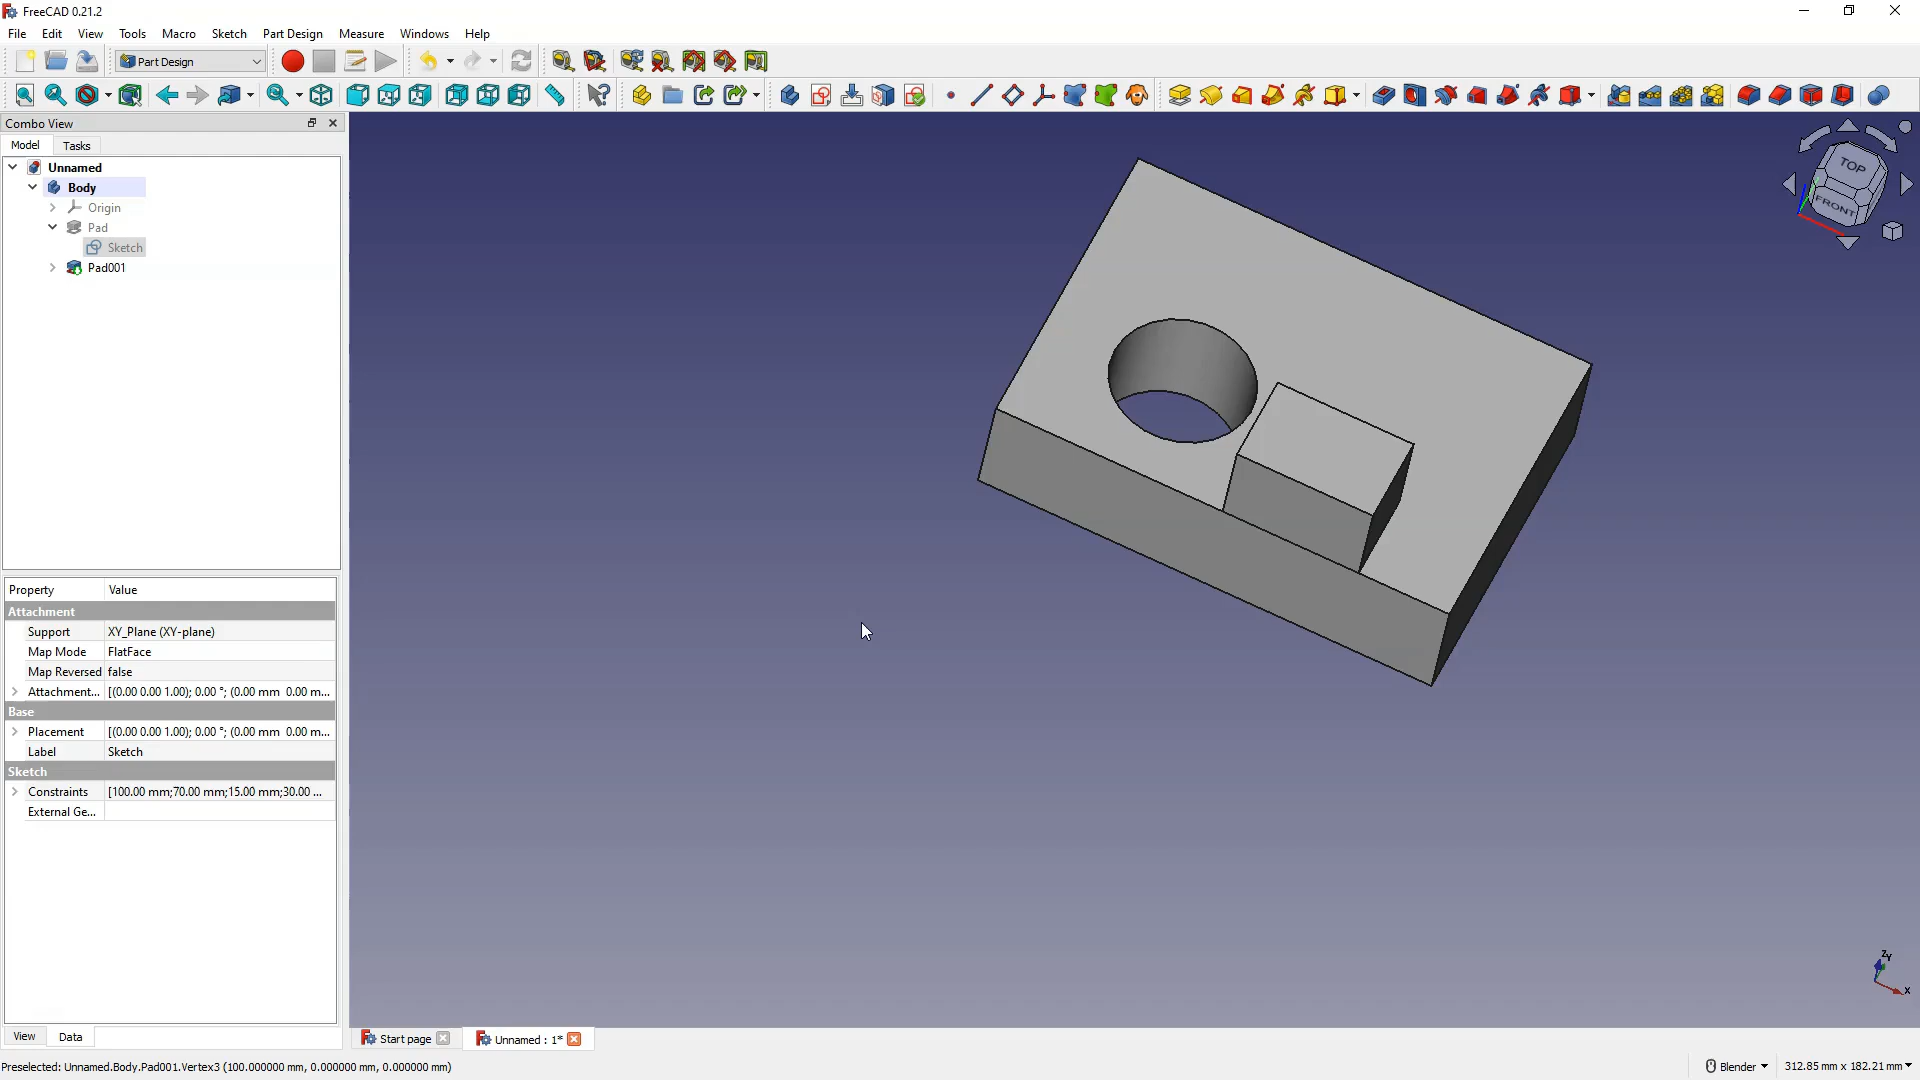 FreeCAD 0.21.2
File Edit View Tools Macro Sketch Part Design Measure Windows Help
Part Design
Combo View
Model Tasks
Unnamed
Body
Origin
Pad
Sketch
Pad001
TOP
FRONT
Property Value
Attachment
Support XY_Plane (XY-plane)
Map Mode FlatFace
Map Reversed false
Attachment... [(0.00 0.00 1.00); 0.00 °; (0.00 mm 0.00 m...
Base
Placement [(0.00 0.00 1.00); 0.00 °; (0.00 mm 0.00 m...
Label Sketch
Sketch
Constraints [100.00 mm;70.00 mm;15.00 mm;30.00 ...
External Ge...
Z
Y
X
View Data
Start page Unnamed : 1*
Preselected: Unnamed.Body.Pad001.Vertex3 (100.000000 mm, 0.000000 mm, 0.000000 mm)
Blender 312.85 mm x 182.21 mm